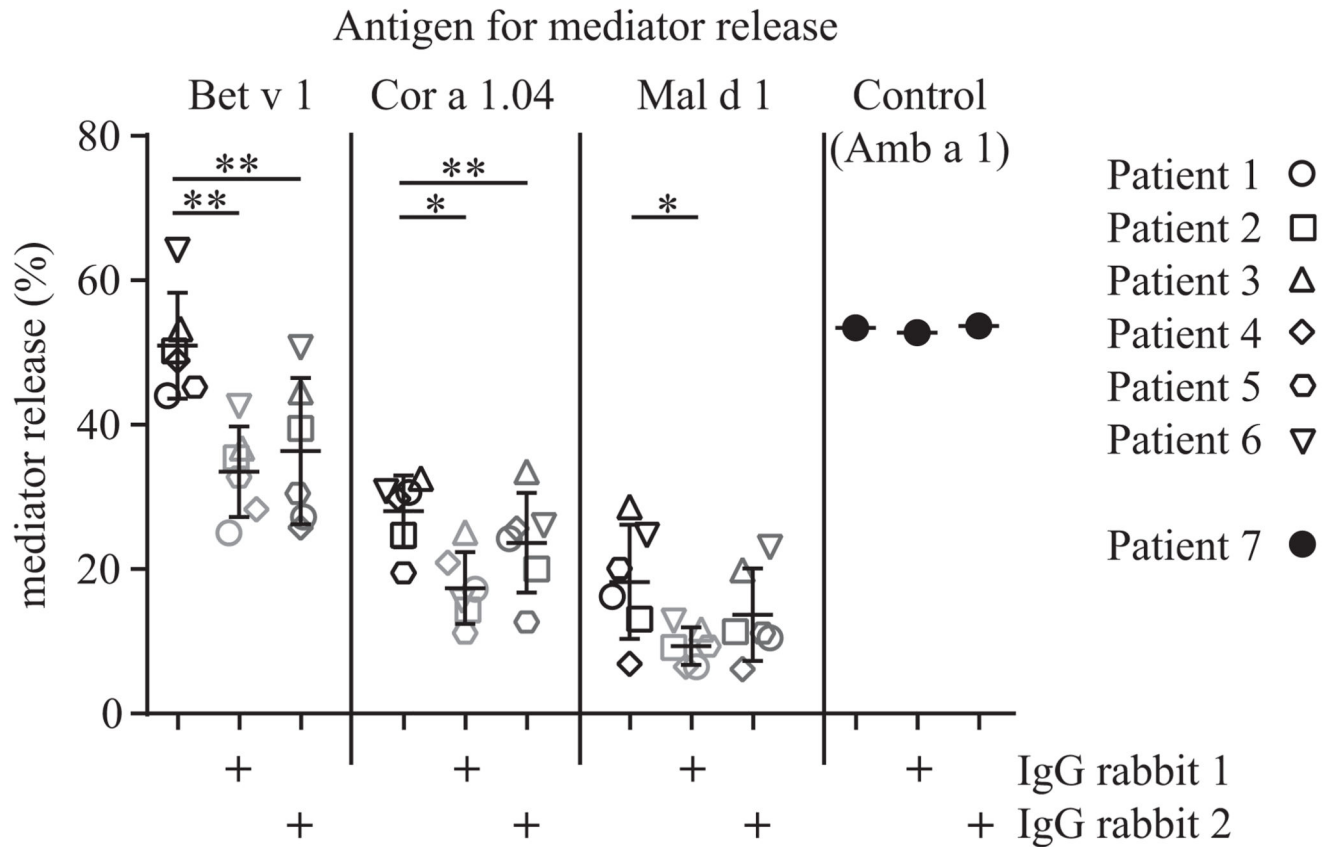 Antigen for mediator release
Bet v 1 Cor a 1.04 Mal d 1 Control
(Amb a 1)
mediator release (%)
80
60
40
20
0
** ** ** * *
Patient 1
Patient 2
Patient 3
Patient 4
Patient 5
Patient 6
Patient 7
+ + + + IgG rabbit 1
+ + + + IgG rabbit 2